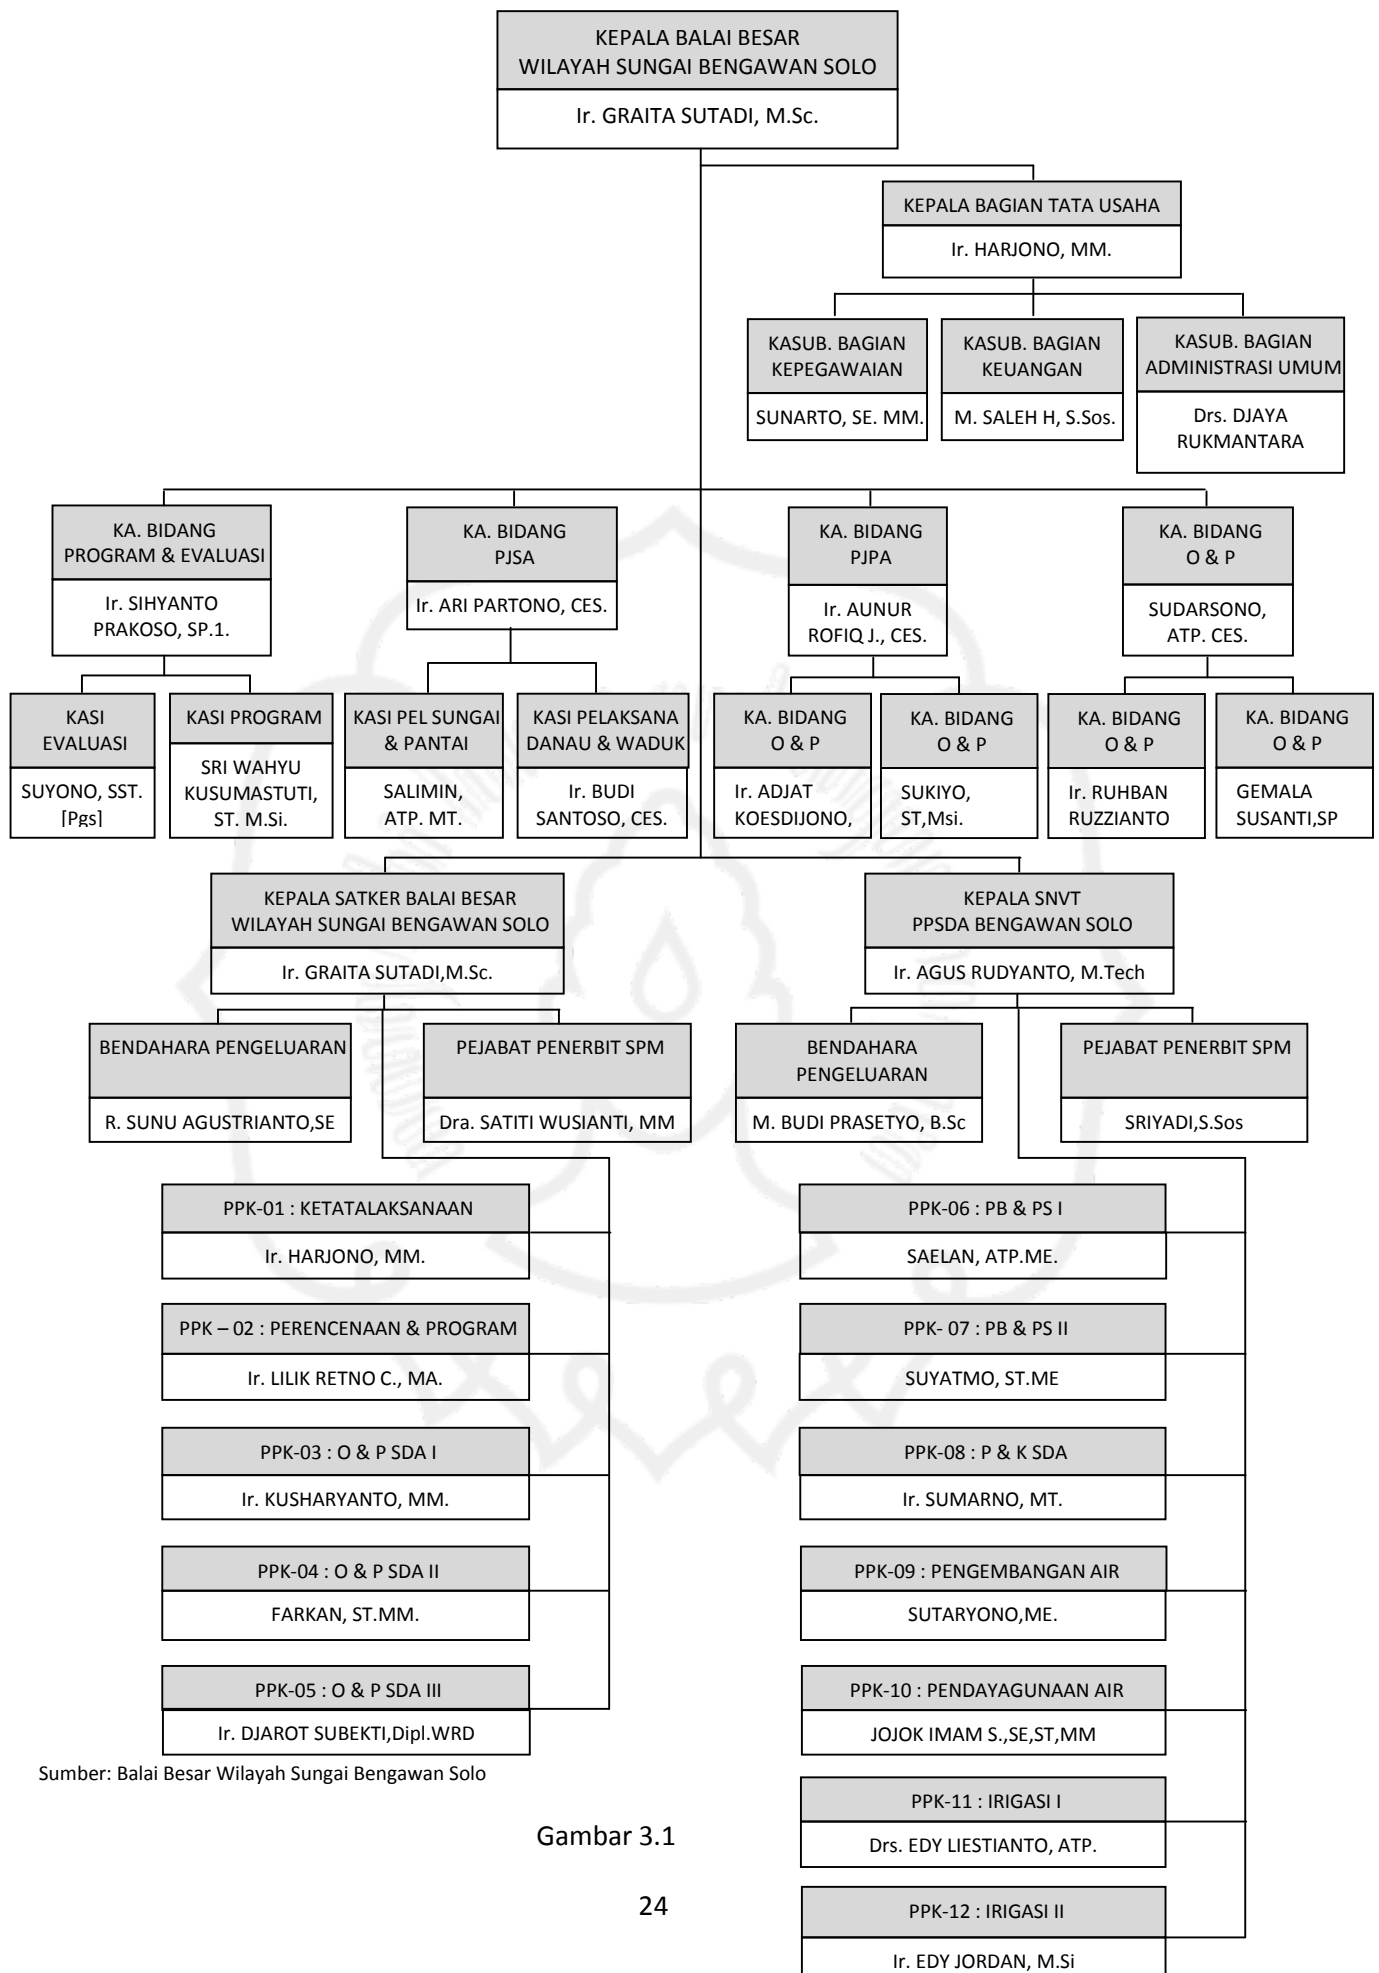 KEPALA BALAI BESAR
WILAYAH SUNGAI BENGAWAN SOLO
Ir. GRAITA SUTADI, M.Sc.
KEPALA BAGIAN TATA USAHA
Ir. HARJONO, MM.
KASUB. BAGIAN
KEPEGAWAIAN
SUNARTO, SE. MM.
KASUB. BAGIAN
KEUANGAN
M. SALEH H, S.Sos.
KASUB. BAGIAN
ADMINISTRASI UMUM
Drs. DJAYA
RUKMANTARA
KA. BIDANG
PROGRAM & EVALUASI
Ir. SIHYANTO
PRAKOSO, SP.1.
KA. BIDANG
PJSA
Ir. ARI PARTONO, CES.
KA. BIDANG
PJPA
Ir. AUNUR
ROFIQ J., CES.
KA. BIDANG
O & P
SUDARSONO,
ATP. CES.
KASI
EVALUASI
SUYONO, SST.
[Pgs]
KASI PROGRAM
SRI WAHYU
KUSUMASTUTI,
ST. M.Si.
KASI PEL SUNGAI
& PANTAI
SALIMIN,
ATP. MT.
KASI PELAKSANA
DANAU & WADUK
Ir. BUDI
SANTOSO, CES.
KA. BIDANG
O & P
Ir. ADJAT
KOESDIJONO,
KA. BIDANG
O & P
SUKIYO,
ST,Msi.
KA. BIDANG
O & P
Ir. RUHBAN
RUZZIANTO
KA. BIDANG
O & P
GEMALA
SUSANTI,SP
KEPALA SATKER BALAI BESAR
WILAYAH SUNGAI BENGAWAN SOLO
Ir. GRAITA SUTADI,M.Sc.
KEPALA SNVT
PPSDA BENGAWAN SOLO
Ir. AGUS RUDYANTO, M.Tech
BENDAHARA PENGELUARAN
R. SUNU AGUSTRIANTO,SE
PEJABAT PENERBIT SPM
Dra. SATITI WUSIANTI, MM
BENDAHARA
PENGELUARAN
M. BUDI PRASETYO, B.Sc
PEJABAT PENERBIT SPM
SRIYADI,S.Sos
PPK-01 : KETATALAKSANAAN
Ir. HARJONO, MM.
PPK – 02 : PERENCENAAN & PROGRAM
Ir. LILIK RETNO C., MA.
PPK-03 : O & P SDA I
Ir. KUSHARYANTO, MM.
PPK-04 : O & P SDA II
FARKAN, ST.MM.
PPK-05 : O & P SDA III
Ir. DJAROT SUBEKTI,Dipl.WRD
PPK-06 : PB & PS I
SAELAN, ATP.ME.
PPK- 07 : PB & PS II
SUYATMO, ST.ME
PPK-08 : P & K SDA
Ir. SUMARNO, MT.
PPK-09 : PENGEMBANGAN AIR
SUTARYONO,ME.
PPK-10 : PENDAYAGUNAAN AIR
JOJOK IMAM S.,SE,ST,MM
PPK-11 : IRIGASI I
Drs. EDY LIESTIANTO, ATP.
PPK-12 : IRIGASI II
Ir. EDY JORDAN, M.Si
Sumber: Balai Besar Wilayah Sungai Bengawan Solo
Gambar 3.1
24